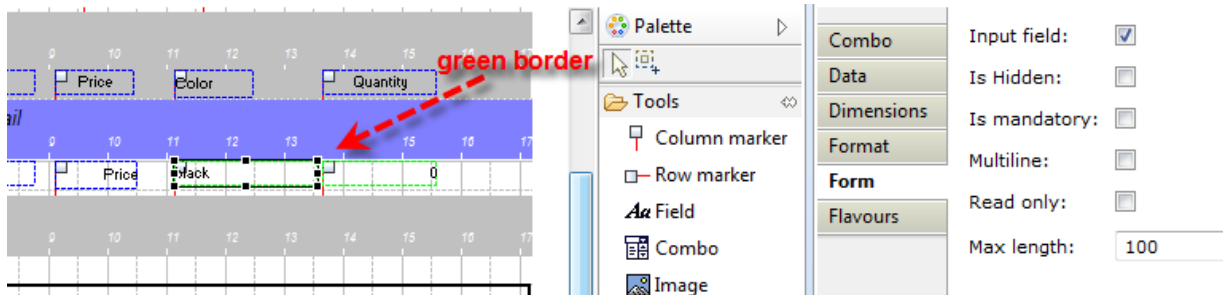 9 10 11 12 13 14 15 16 17
green border
Price Color Quantity
ail
9 10 11 12 13 14 15 16 17
Price black 0
9 10 11 12 13 14 15 16 17
Palette
Tools
Column marker
Row marker
Aa Field
Combo
Image
Combo
Data
Dimensions
Format
Form
Flavours
Input field:
Is Hidden:
Is mandatory:
Multiline:
Read only:
Max length: 100